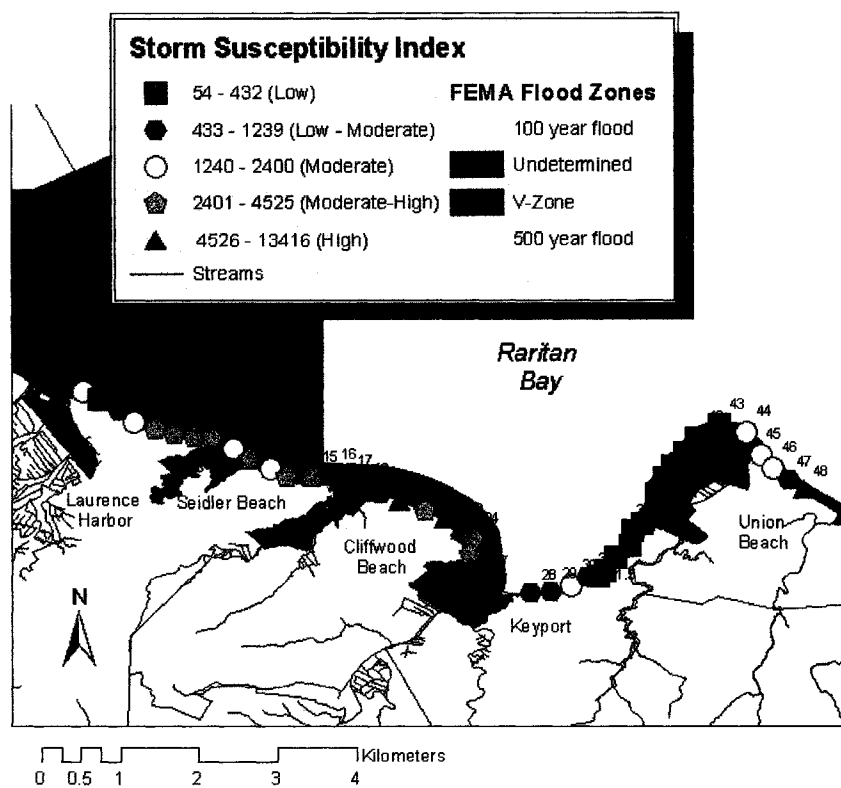 Storm Susceptibility Index
54 - 432 (Low)
433 - 1239 (Low - Moderate)
1240 - 2400 (Moderate)
2401 - 4525 (Moderate-High)
4526 - 13416 (High)
Streams
FEMA Flood Zones
100 year flood
Undetermined
V-Zone
500 year flood
Raritan
Bay
43
44
45
46
47
48
15 16 17
Laurence
Harbor
Seidler Beach
Cliffwood
Beach
Union
Beach
28
29
Keyport
N
Kilometers
0 0.5 1 2 3 4